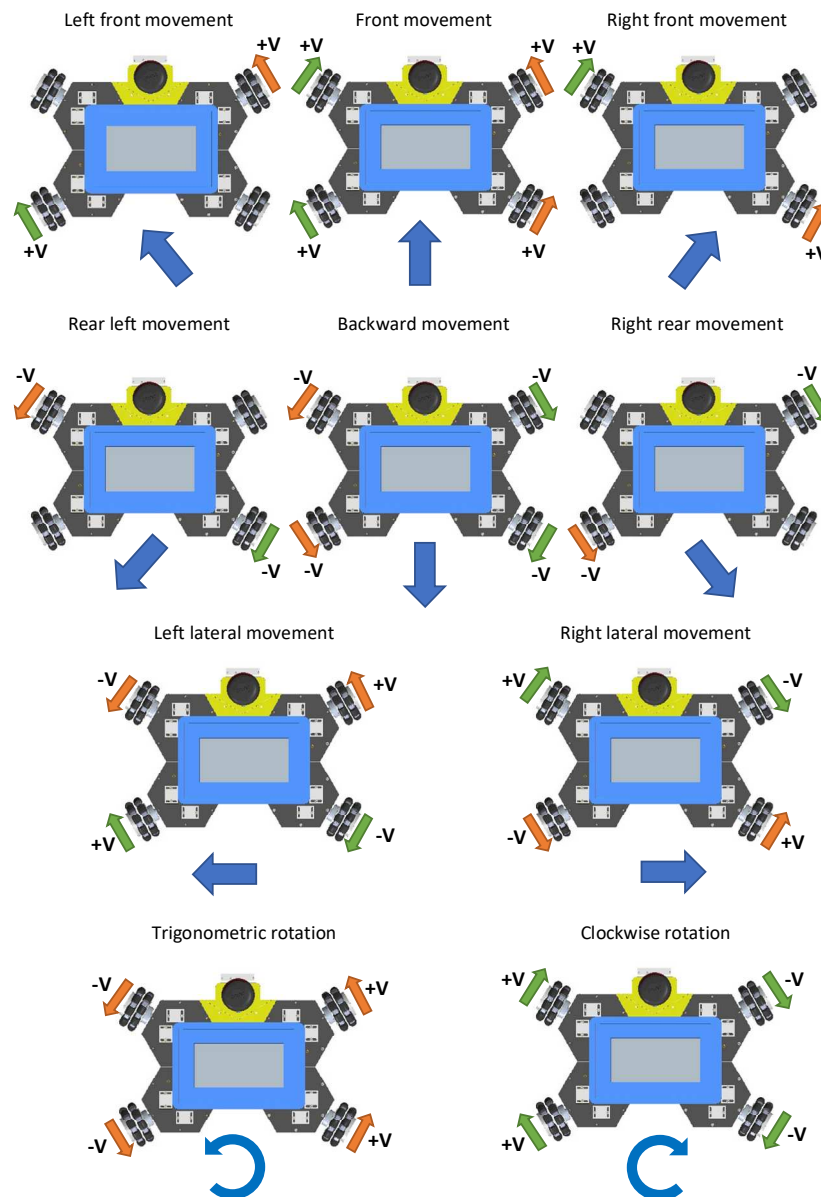 Left front movement
Front movement
Right front movement
+V
+V
+V
+V
+V
+V
+V
+V
Rear left movement
Backward movement
Right rear movement
-V
-V
-V
-V
-V
-V
-V
-V
Left lateral movement
Right lateral movement
-V
+V
+V
-V
+V
-V
-V
+V
Trigonometric rotation
Clockwise rotation
-V
+V
+V
-V
-V
+V
+V
-V